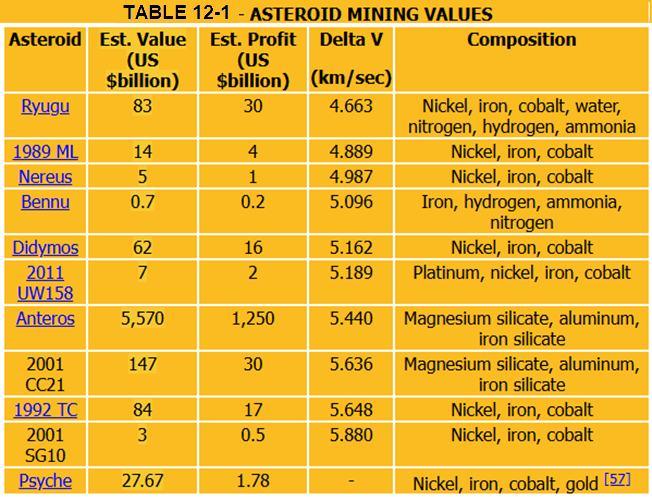 TABLE 12-1 - ASTEROID MINING VALUES
Asteroid Est. Value (US $billion) Est. Profit (US $billion) Delta V (km/sec) Composition
Ryugu 83 30 4.663 Nickel, iron, cobalt, water, nitrogen, hydrogen, ammonia
1989 ML 14 4 4.889 Nickel, iron, cobalt
Nereus 5 1 4.987 Nickel, iron, cobalt
Bennu 0.7 0.2 5.096 Iron, hydrogen, ammonia, nitrogen
Didymos 62 16 5.162 Nickel, iron, cobalt
2011 UW158 7 2 5.189 Platinum, nickel, iron, cobalt
Anteros 5,570 1,250 5.440 Magnesium silicate, aluminum, iron silicate
2001 CC21 147 30 5.636 Magnesium silicate, aluminum, iron silicate
1992 TC 84 17 5.648 Nickel, iron, cobalt
2001 SG10 3 0.5 5.880 Nickel, iron, cobalt
Psyche 27.67 1.78 - Nickel, iron, cobalt, gold [57]